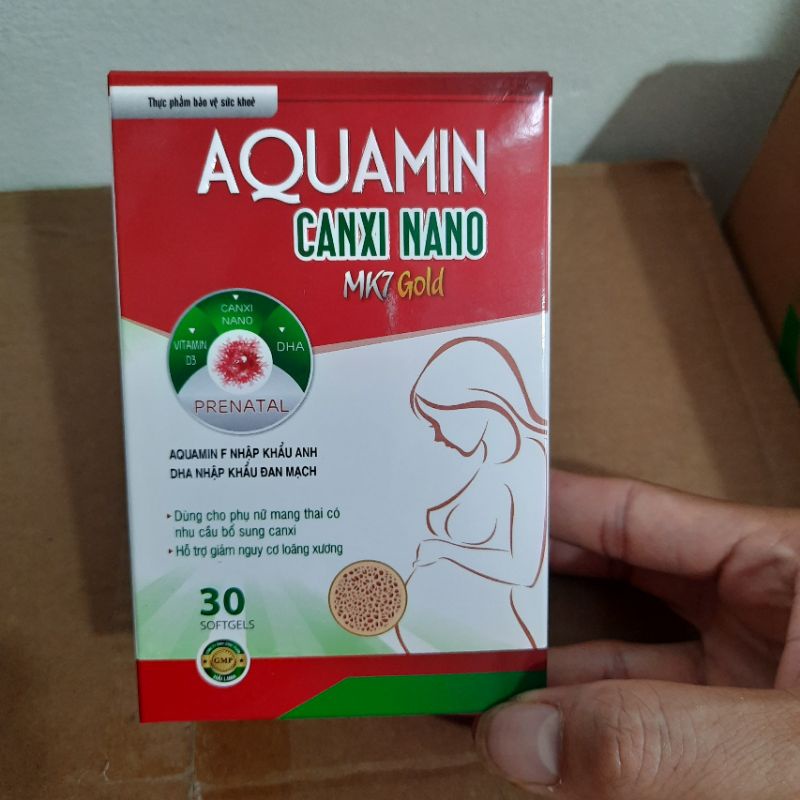 Thực phẩm bảo vệ sức khoẻ
AQUAMIN
CANXI NANO
MK7 Gold
CANXI
NANO
VITAMIN
D3
DHA
PRENATAL
AQUAMIN F NHẬP KHẨU ANH
DHA NHẬP KHẨU ĐAN MẠCH
Dùng cho phụ nữ mang thai có
nhu cầu bổ sung canxi
Hỗ trợ giảm nguy cơ loãng xương
30
SOFTGELS
GMP